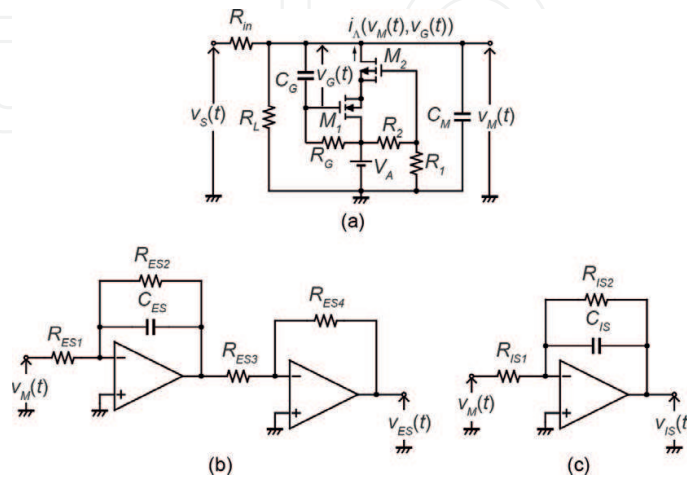 R_in
i_Λ(v_M(t),v_G(t))
C_G
v_G(t)
M_2
v_S(t)
R_L
M_1
R_2
C_M
v_M(t)
R_G
V_A
R_1
(a)
R_ES2
C_ES
R_ES1
R_ES3
R_ES4
v_M(t)
v_ES(t)
(b)
R_IS2
C_IS
R_IS1
v_M(t)
v_IS(t
(c)